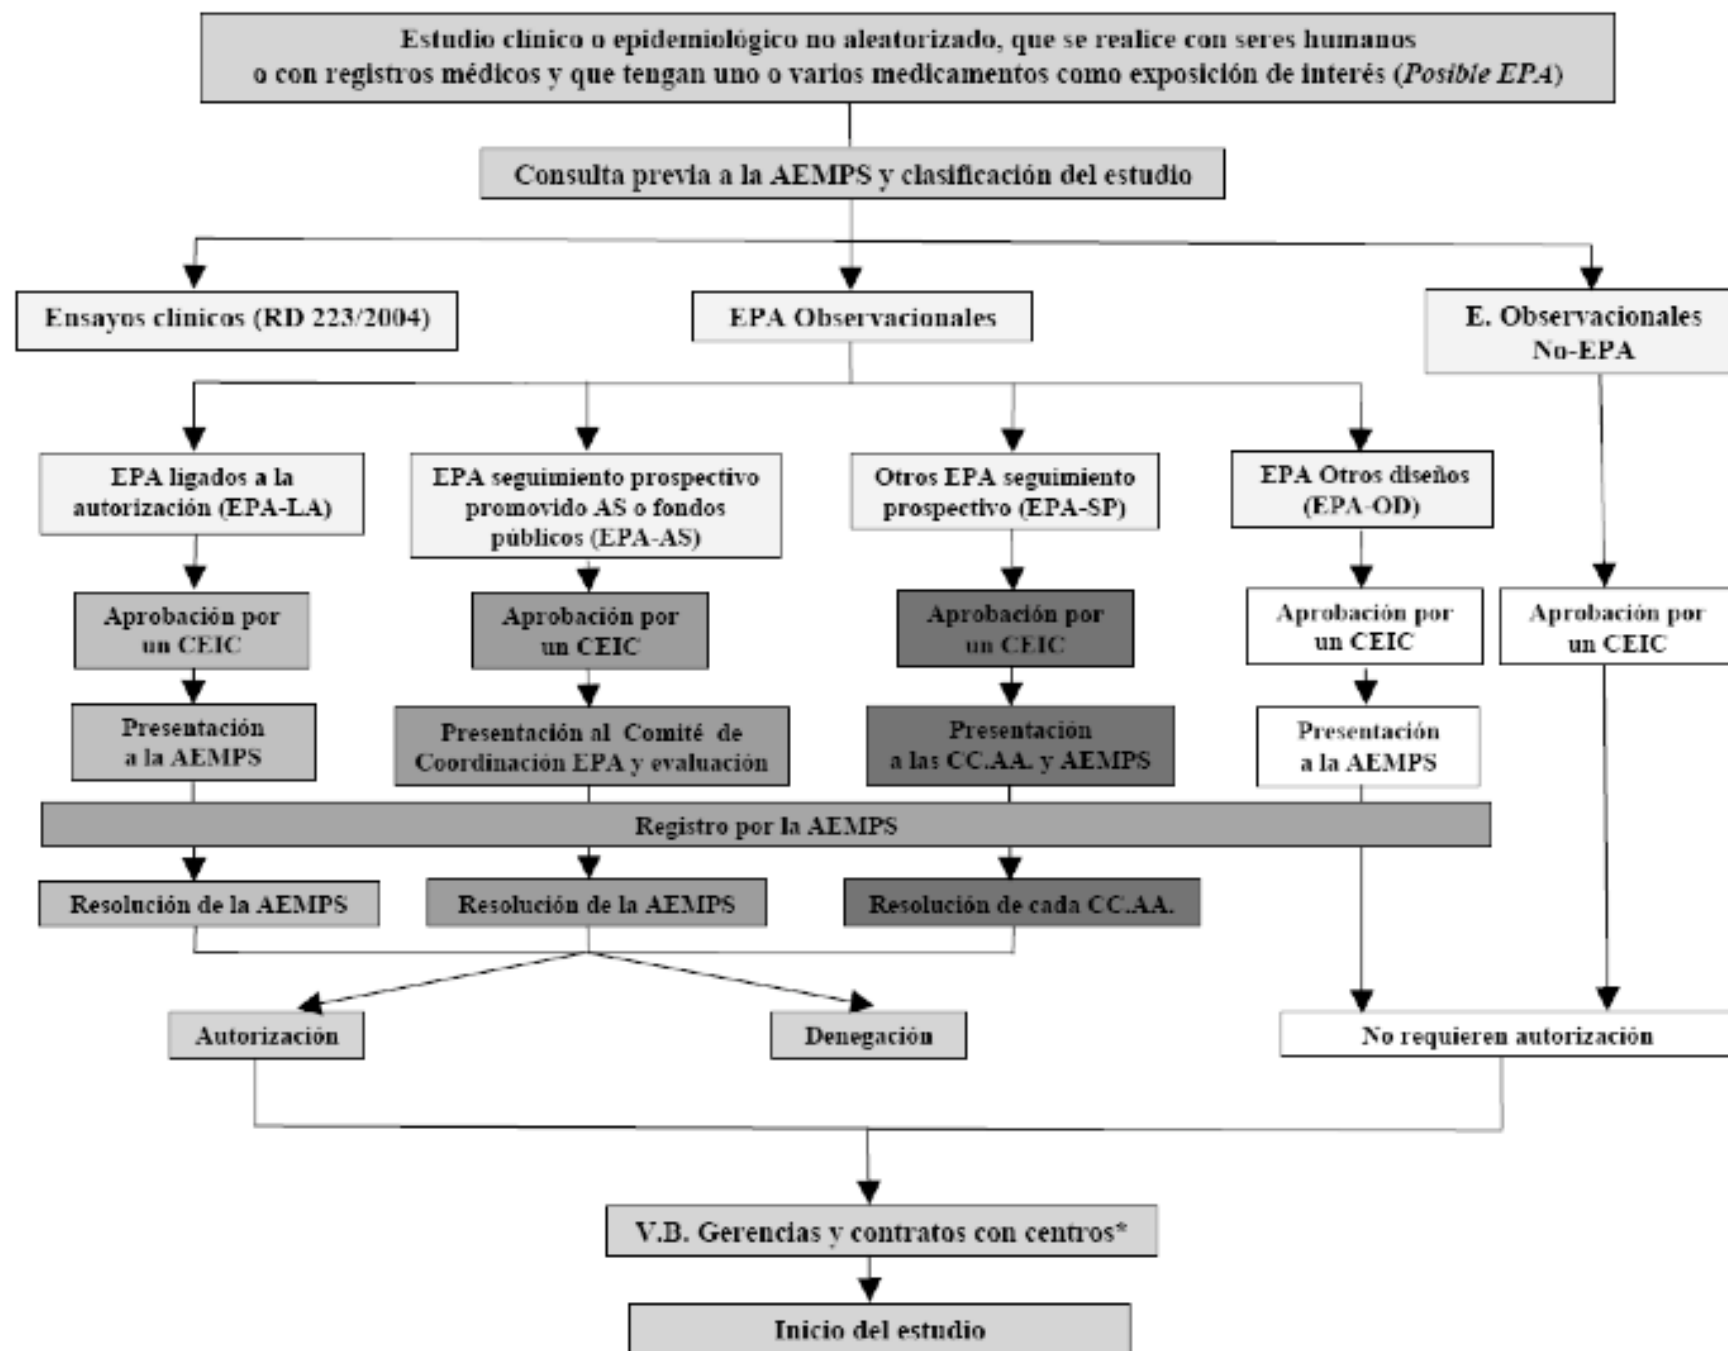 Estudio clínico o epidemiológico no aleatorizado, que se realice con seres humanos
o con registros médicos y que tengan uno o varios medicamentos como exposición de interés (Posible EPA)
Consulta previa a la AEMPS y clasificación del estudio
Ensayos clínicos (RD 223/2004)
EPA Observacionales
E. Observacionales
No-EPA
EPA ligados a la
autorización (EPA-LA)
EPA seguimiento prospectivo
promovido AS o fondos
públicos (EPA-AS)
Otros EPA seguimiento
prospectivo (EPA-SP)
EPA Otros diseños
(EPA-OD)
Aprobación por
un CEIC
Aprobación por
un CEIC
Aprobación por
un CEIC
Aprobación por
un CEIC
Aprobación por
un CEIC
Presentación
a la AEMPS
Presentación al Comité de
Coordinación EPA y evaluación
Presentación
a las CC.AA. y AEMPS
Presentación
a la AEMPS
Registro por la AEMPS
Resolución de la AEMPS
Resolución de la AEMPS
Resolución de cada CC.AA.
Autorización
Denegación
No requieren autorización
V.B. Gerencias y contratos con centros*
Inicio del estudio